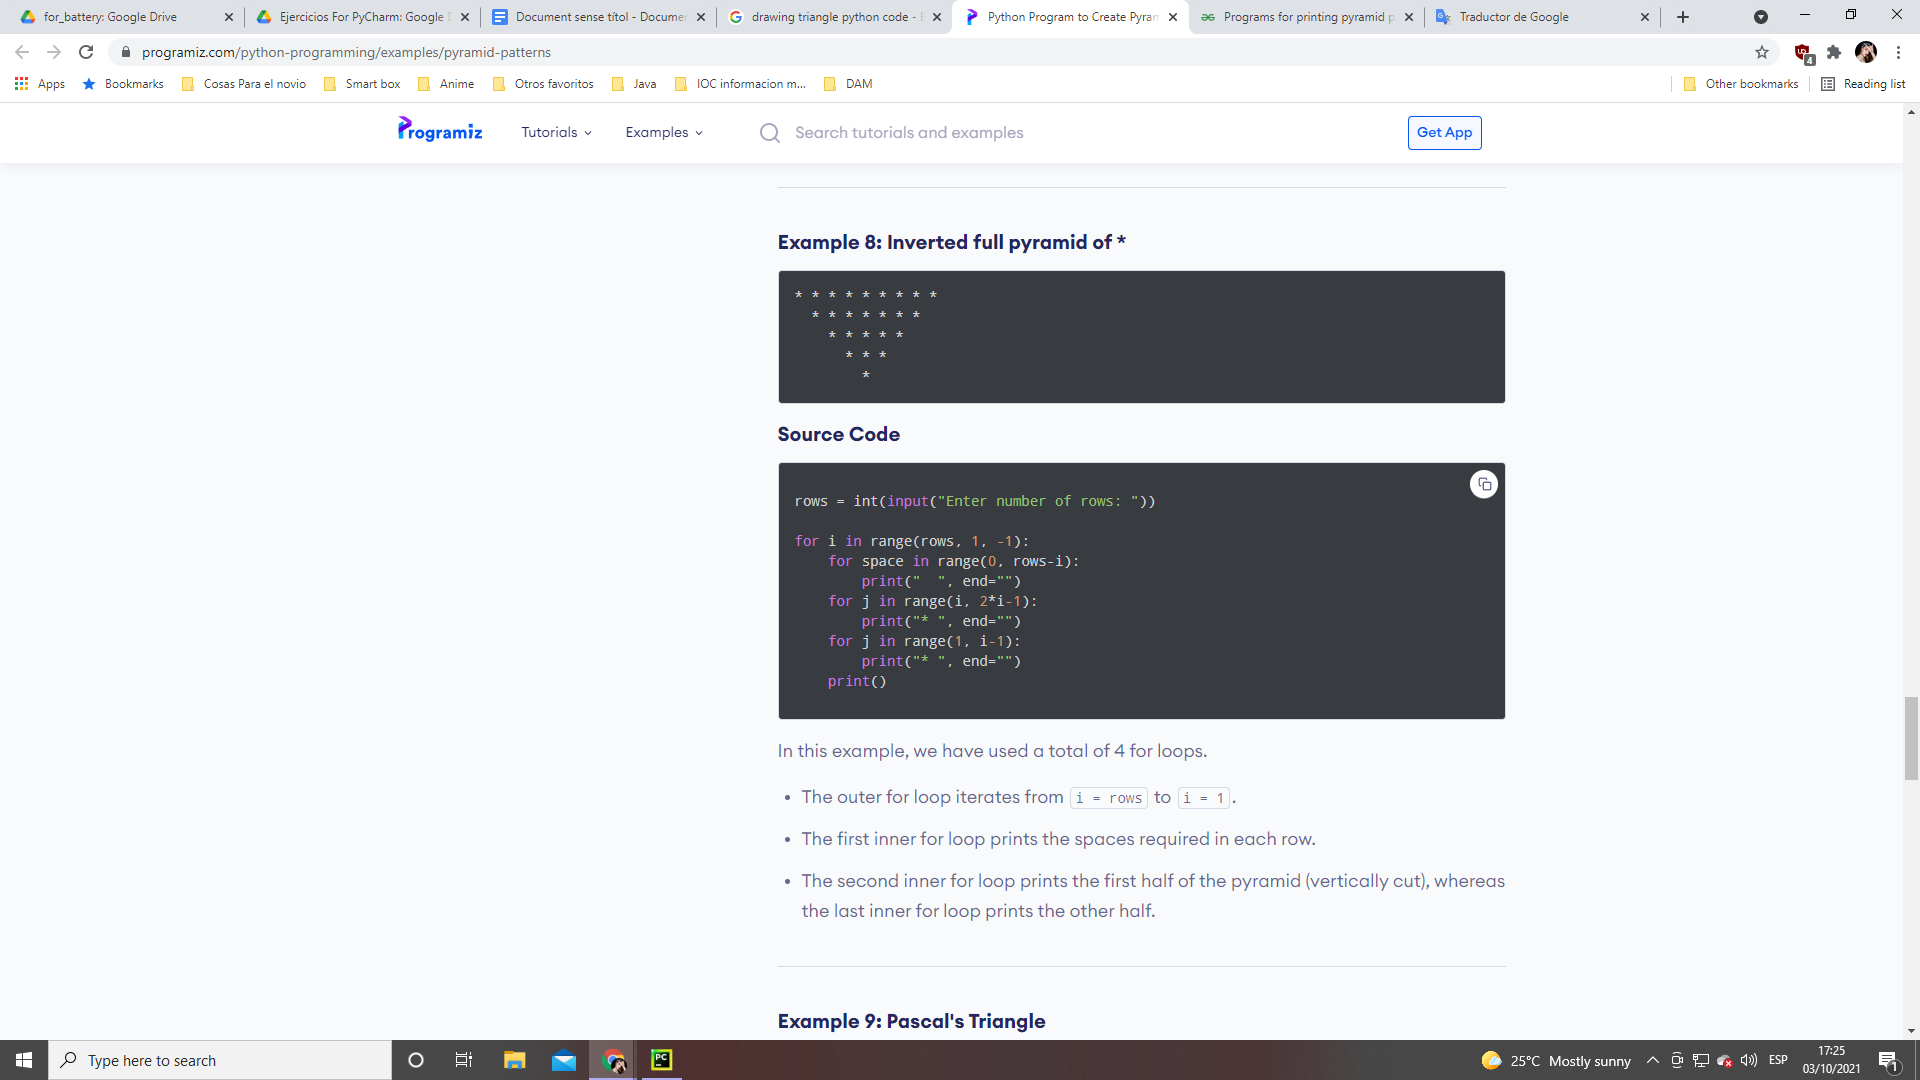 for_battery: Google Drive
Ejercicios For PyCharm: Google D
Document sense títol - Documen
drawing triangle python code -
Python Program to Create Pyram
Programs for printing pyramid p
Traductor de Google
programiz.com/python-programming/examples/pyramid-patterns
4
Apps
Bookmarks
Cosas Para el novio
Smart box
Anime
Otros favoritos
Java
IOC informacion m...
DAM
Other bookmarks
Reading list
Programiz
Tutorials
Examples
Search tutorials and examples
Get App
Example 8: Inverted full pyramid of *
* * * * * * * * *
  * * * * * * *
    * * * * *
      * * *
        *
Source Code
rows = int(input("Enter number of rows: "))
for i in range(rows, 1, -1):
    for space in range(0, rows-i):
        print("  ", end="")
    for j in range(i, 2*i-1):
        print("* ", end="")
    for j in range(1, i-1):
        print("* ", end="")
    print()
In this example, we have used a total of 4 for loops.
• The outer for loop iterates from i = rows to i = 1 .
• The first inner for loop prints the spaces required in each row.
• The second inner for loop prints the first half of the pyramid (vertically cut), whereas
the last inner for loop prints the other half.
Example 9: Pascal's Triangle
Type here to search
PC
25°C Mostly sunny
ESP
17:25
03/10/2021
1